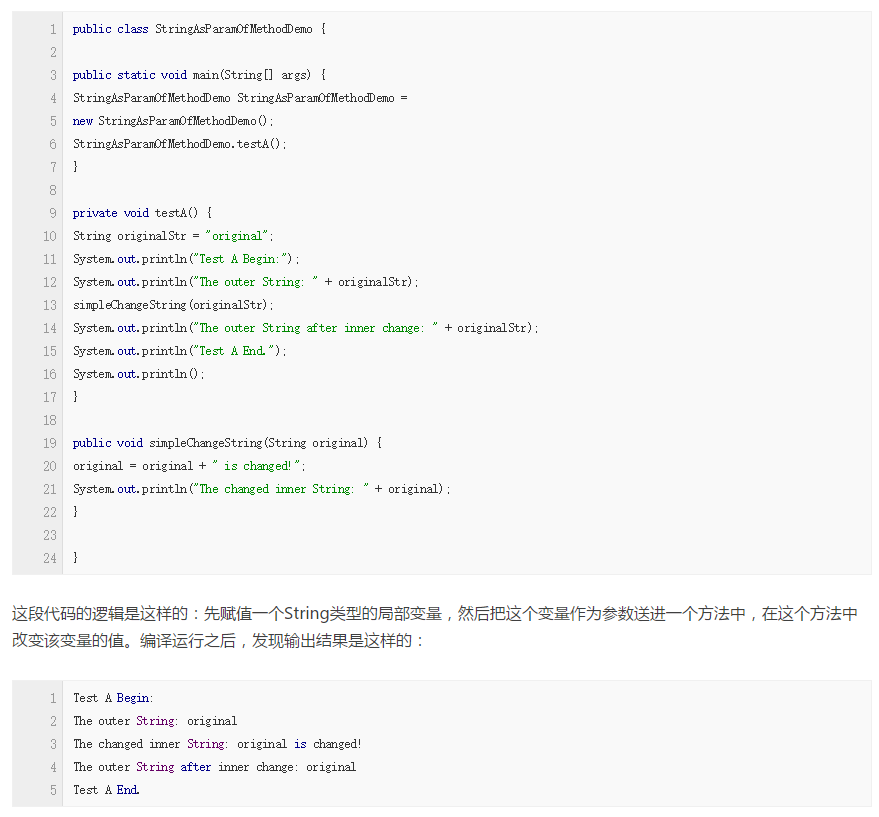 1 public class StringAsParamOfMethodDemo {
2
3 public static void main(String[] args) {
4 StringAsParamOfMethodDemo StringAsParamOfMethodDemo =
5 new StringAsParamOfMethodDemo();
6 StringAsParamOfMethodDemo.testA();
7 }
8
9 private void testA() {
10 String originalStr = "original";
11 System.out.println("Test A Begin:");
12 System.out.println("The outer String: " + originalStr);
13 simpleChangeString(originalStr);
14 System.out.println("The outer String after inner change: " + originalStr);
15 System.out.println("Test A End.");
16 System.out.println();
17 }
18
19 public void simpleChangeString(String original) {
20 original = original + " is changed!";
21 System.out.println("The changed inner String: " + original);
22 }
23
24 }
这段代码的逻辑是这样的：先赋值一个String类型的局部变量，然后把这个变量作为参数送进一个方法中，在这个方法中
改变该变量的值。编译运行之后，发现输出结果是这样的：
1 Test A Begin:
2 The outer String: original
3 The changed inner String: original is changed!
4 The outer String after inner change: original
5 Test A End.